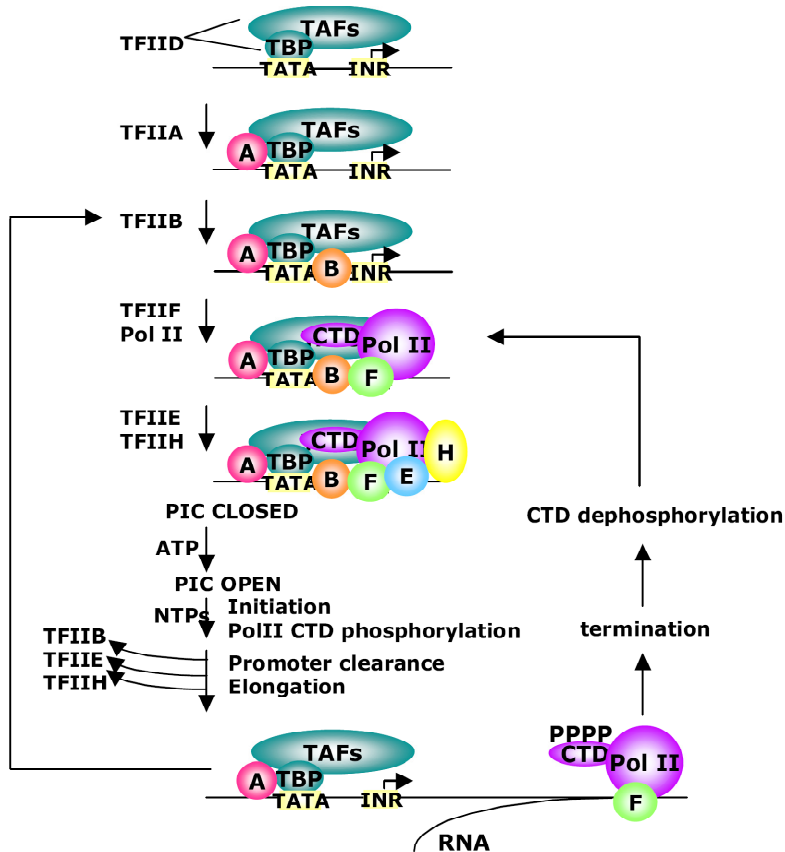 TAFs
TFIID
TBP
TATA INR
TFIIA
TAFs
A TBP
TATA INR
TFIIB
TAFs
A TBP
TATA B INR
TFIIF
Pol II
CTD Pol II
A TBP
TATA B F
TFIIE
TFIIH
CTD Pol II H
A TBP
TATA B F E
PIC CLOSED
CTD dephosphorylation
ATP
PIC OPEN
NTPs Initiation
PolII CTD phosphorylation
termination
TFIIB
TFIIE
TFIIH
Promoter clearance
Elongation
TAFs
A TBP
TATA INR
PPPP
CTD Pol II
F
RNA